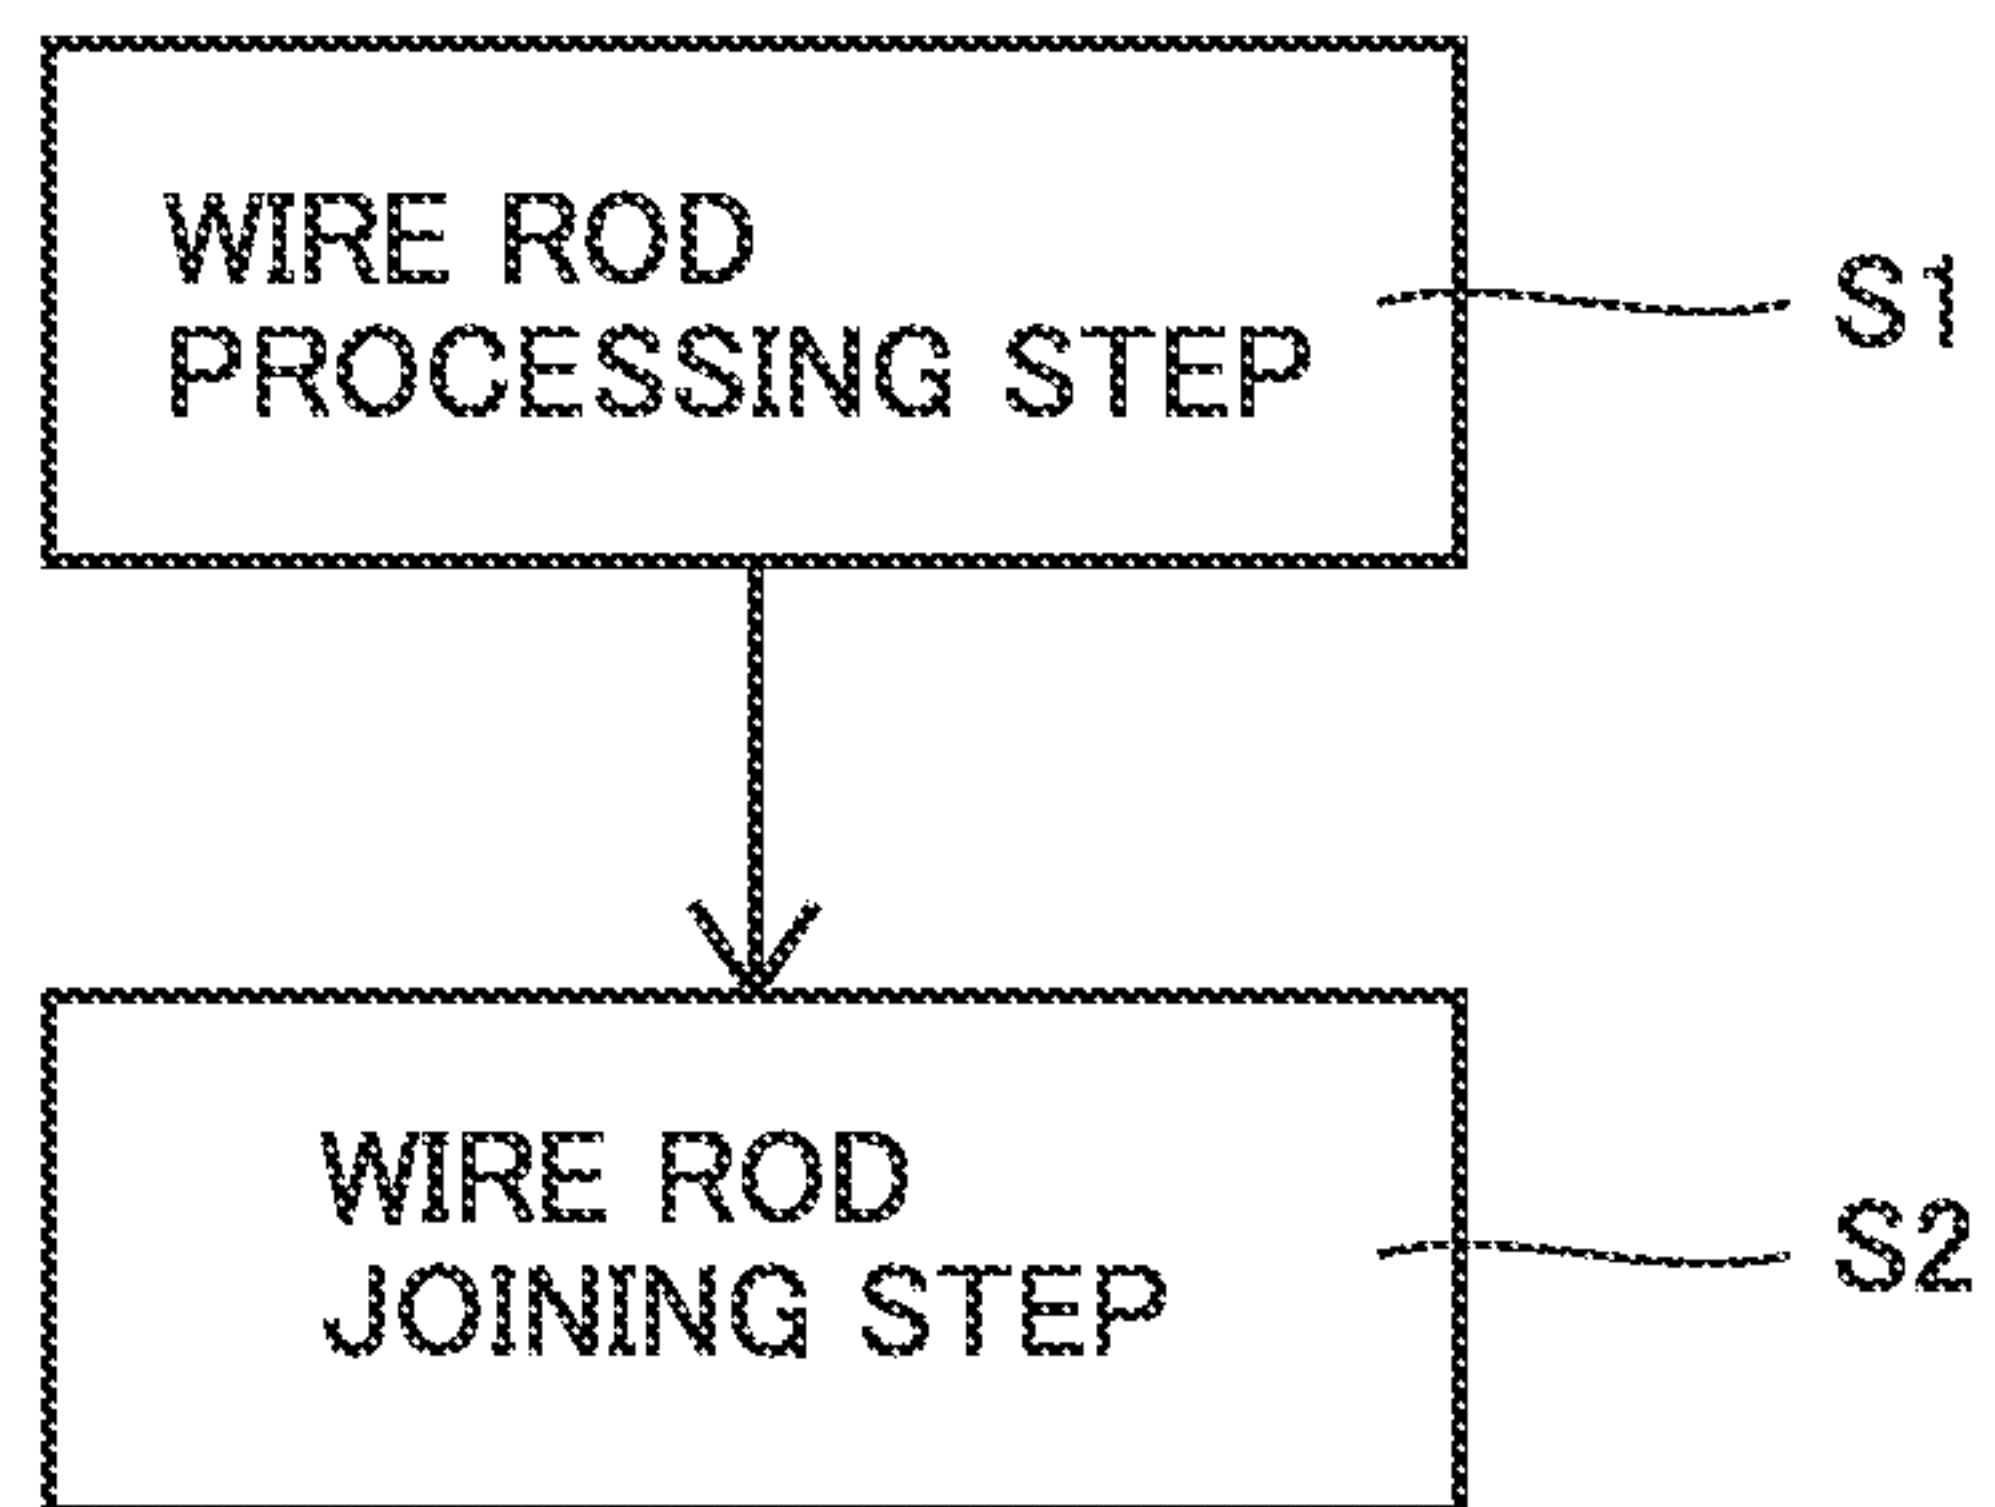 WIRE ROD
PROCESSING STEP
S1
WIRE ROD
JOINING STEP
S2